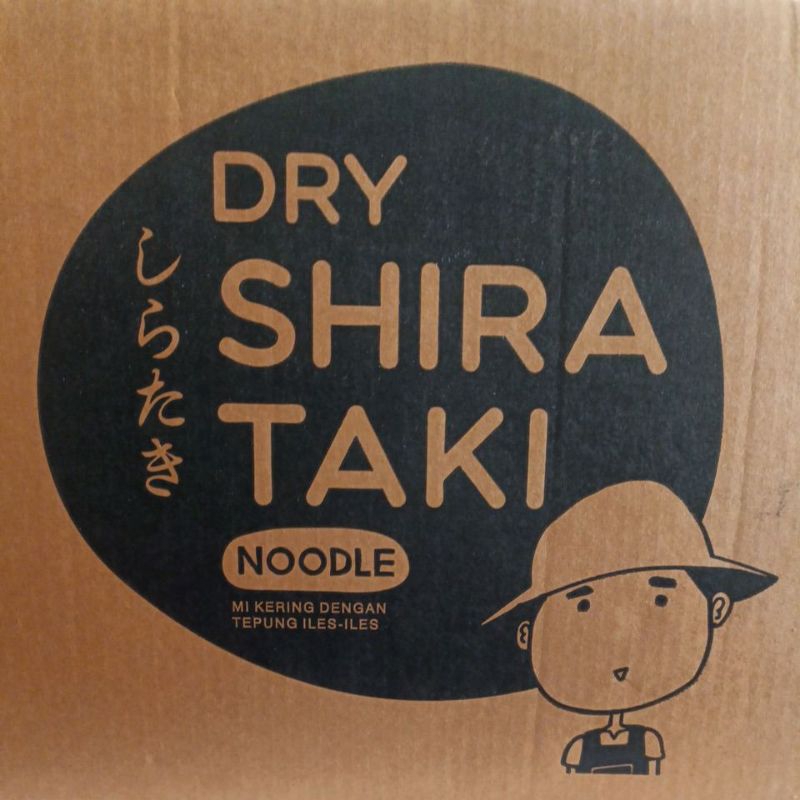 DRY
SHIRA
TAKI
しらたき
NOODLE
MI KERING DENGAN
TEPUNG ILES-ILES